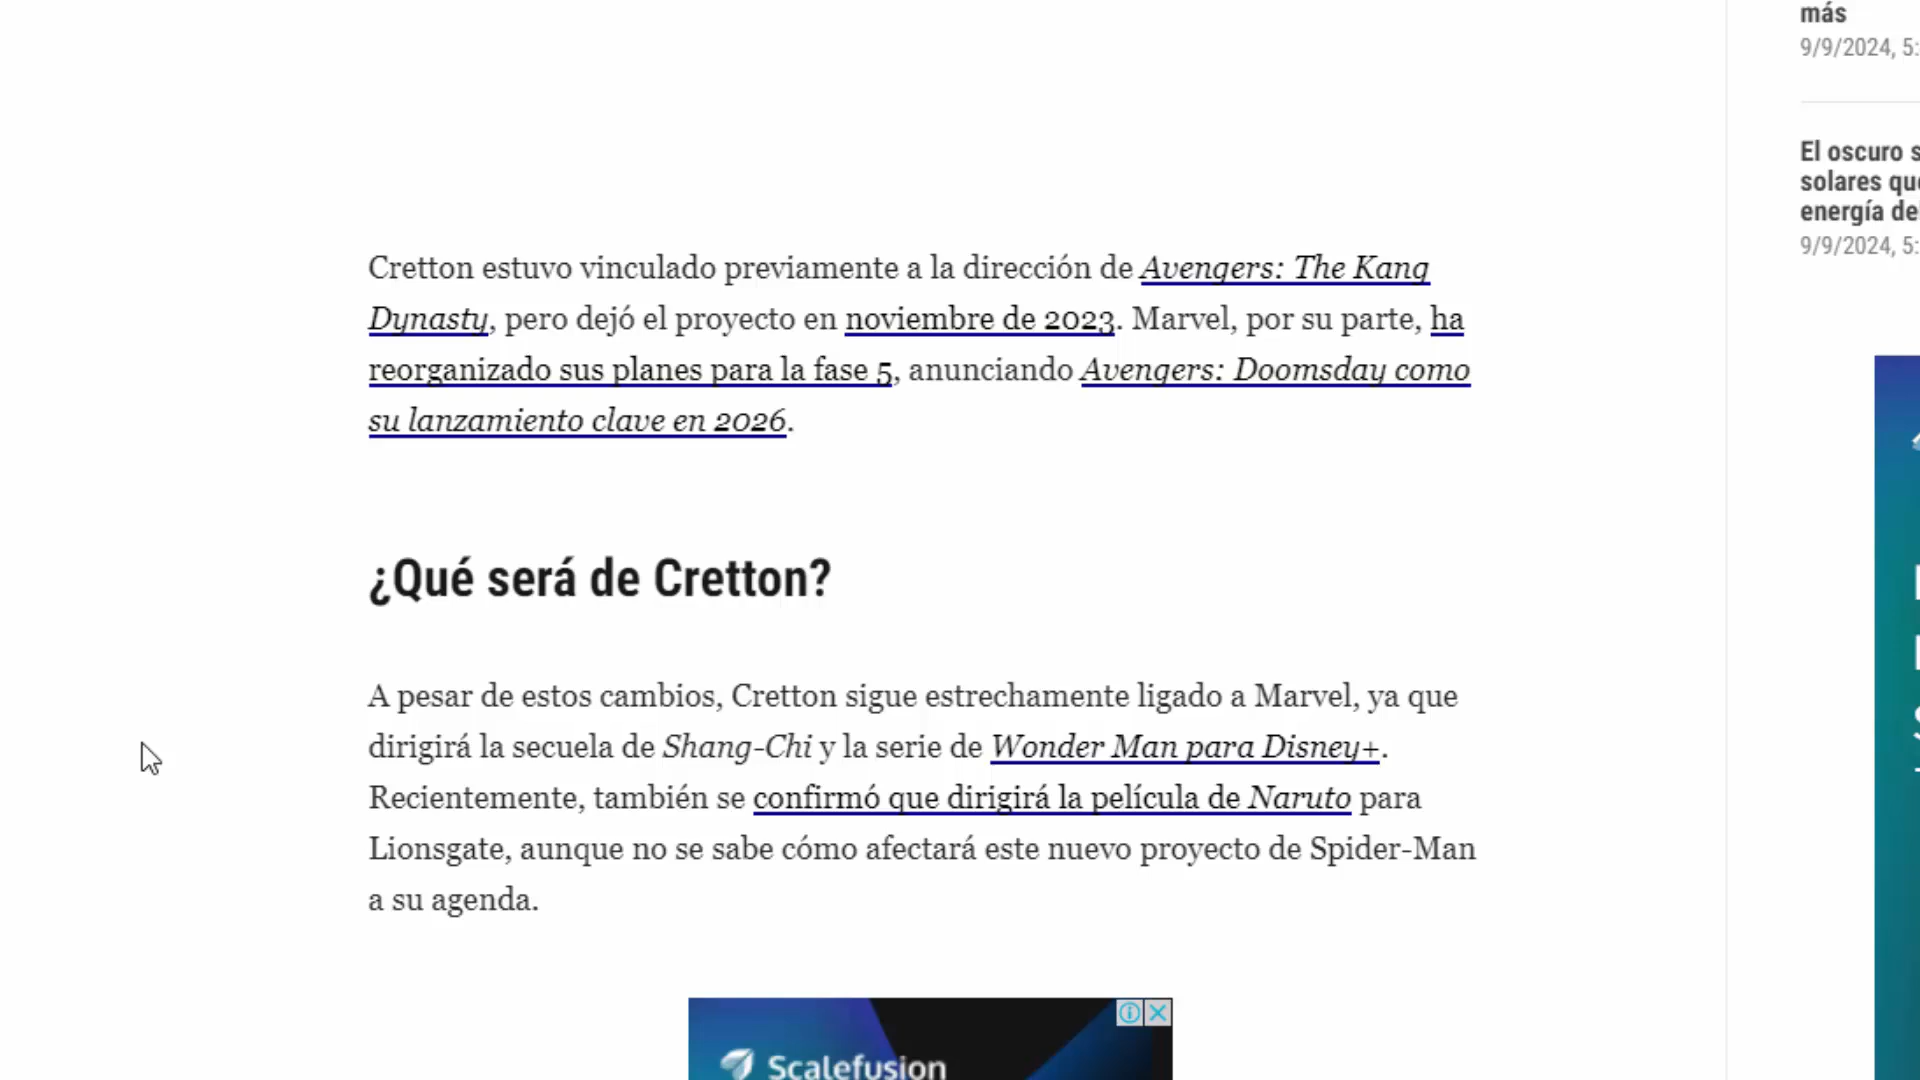 más
9/9/2024, 5:
El oscuro
solares
energía
9/9/2024, 5:
Cretton estuvo vinculado previamente a la dirección de Avengers: The Kang
Dynasty, pero dejó el proyecto en noviembre de 2023. Marvel, por su parte, ha
reorganizado sus planes para la fase 5, anunciando Avengers: Doomsday como
su lanzamiento clave en 2026.
¿Qué será de Cretton?
A pesar de estos cambios, Cretton sigue estrechamente ligado a Marvel, ya que
dirigirá la secuela de Shang-Chi y la serie de Wonder Man para Disney+.
Recientemente, también se confirmó que dirigirá la película de Naruto para
Lionsgate, aunque no se sabe cómo afectará este nuevo proyecto de Spider-Man
a su agenda.
Scalefusion